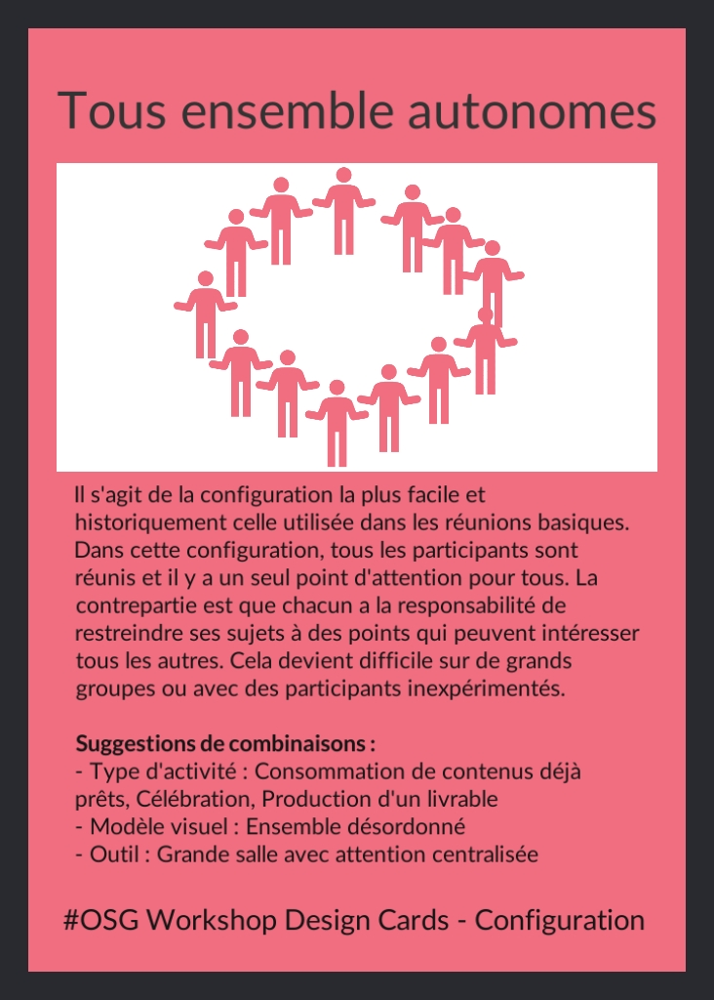 Tous ensemble autonomes
Il s'agit de la configuration la plus facile et
historiquement celle utilisée dans les réunions basiques.
Dans cette configuration, tous les participants sont
réunis et il y a un seul point d'attention pour tous. La
contrepartie est que chacun a la responsabilité de
restreindre ses sujets à des points qui peuvent intéresser
tous les autres. Cela devient difficile sur de grands
groupes ou avec des participants inexpérimentés.
Suggestions de combinaisons :
- Type d'activité : Consommation de contenus déjà
prêts, Célébration, Production d'un livrable
- Modèle visuel : Ensemble désordonné
- Outil : Grande salle avec attention centralisée
#OSG Workshop Design Cards - Configuration